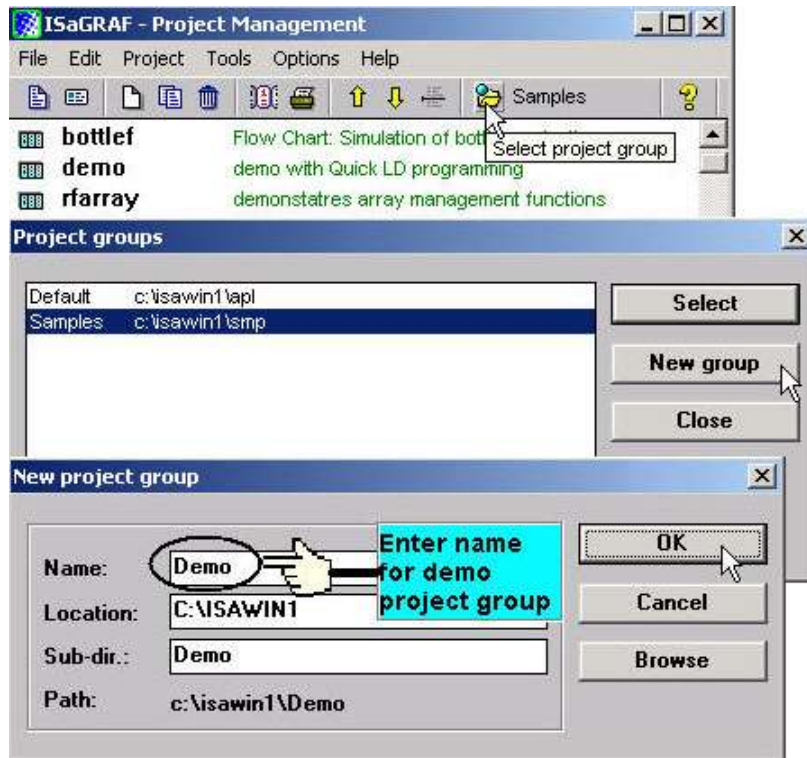 ISaGRAF - Project Management
File Edit Project Tools Options Help
Samples
bottlef Flow Chart: Simulation of
Select project group
demo demo with Quick LD programming
rfarray demonstatres array management functions
Project groups
Default c:\isawin1\apl
Samples c:\isawin1\smp
Select
New group
Close
New project group
Name: Demo
Enter name
for demo
project group
OK
Location: C:\ISAWIN1
Cancel
Sub-dir.: Demo
Browse
Path: c:\isawin1\Demo